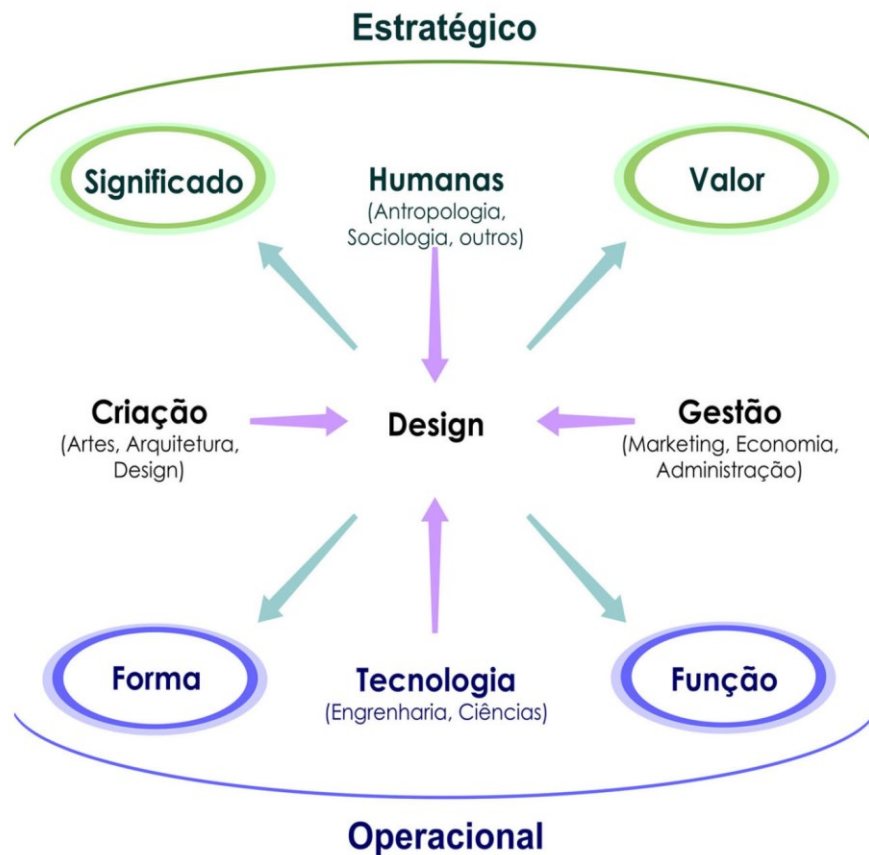 Estratégico
Significado
Humanas
(Antropologia,
Sociologia, outros)
Valor
Criação
(Artes, Arquitetura,
Design)
Design
Gestão
(Marketing, Economia,
Administração)
Forma
Tecnologia
(Engrenharia, Ciências)
Função
Operacional